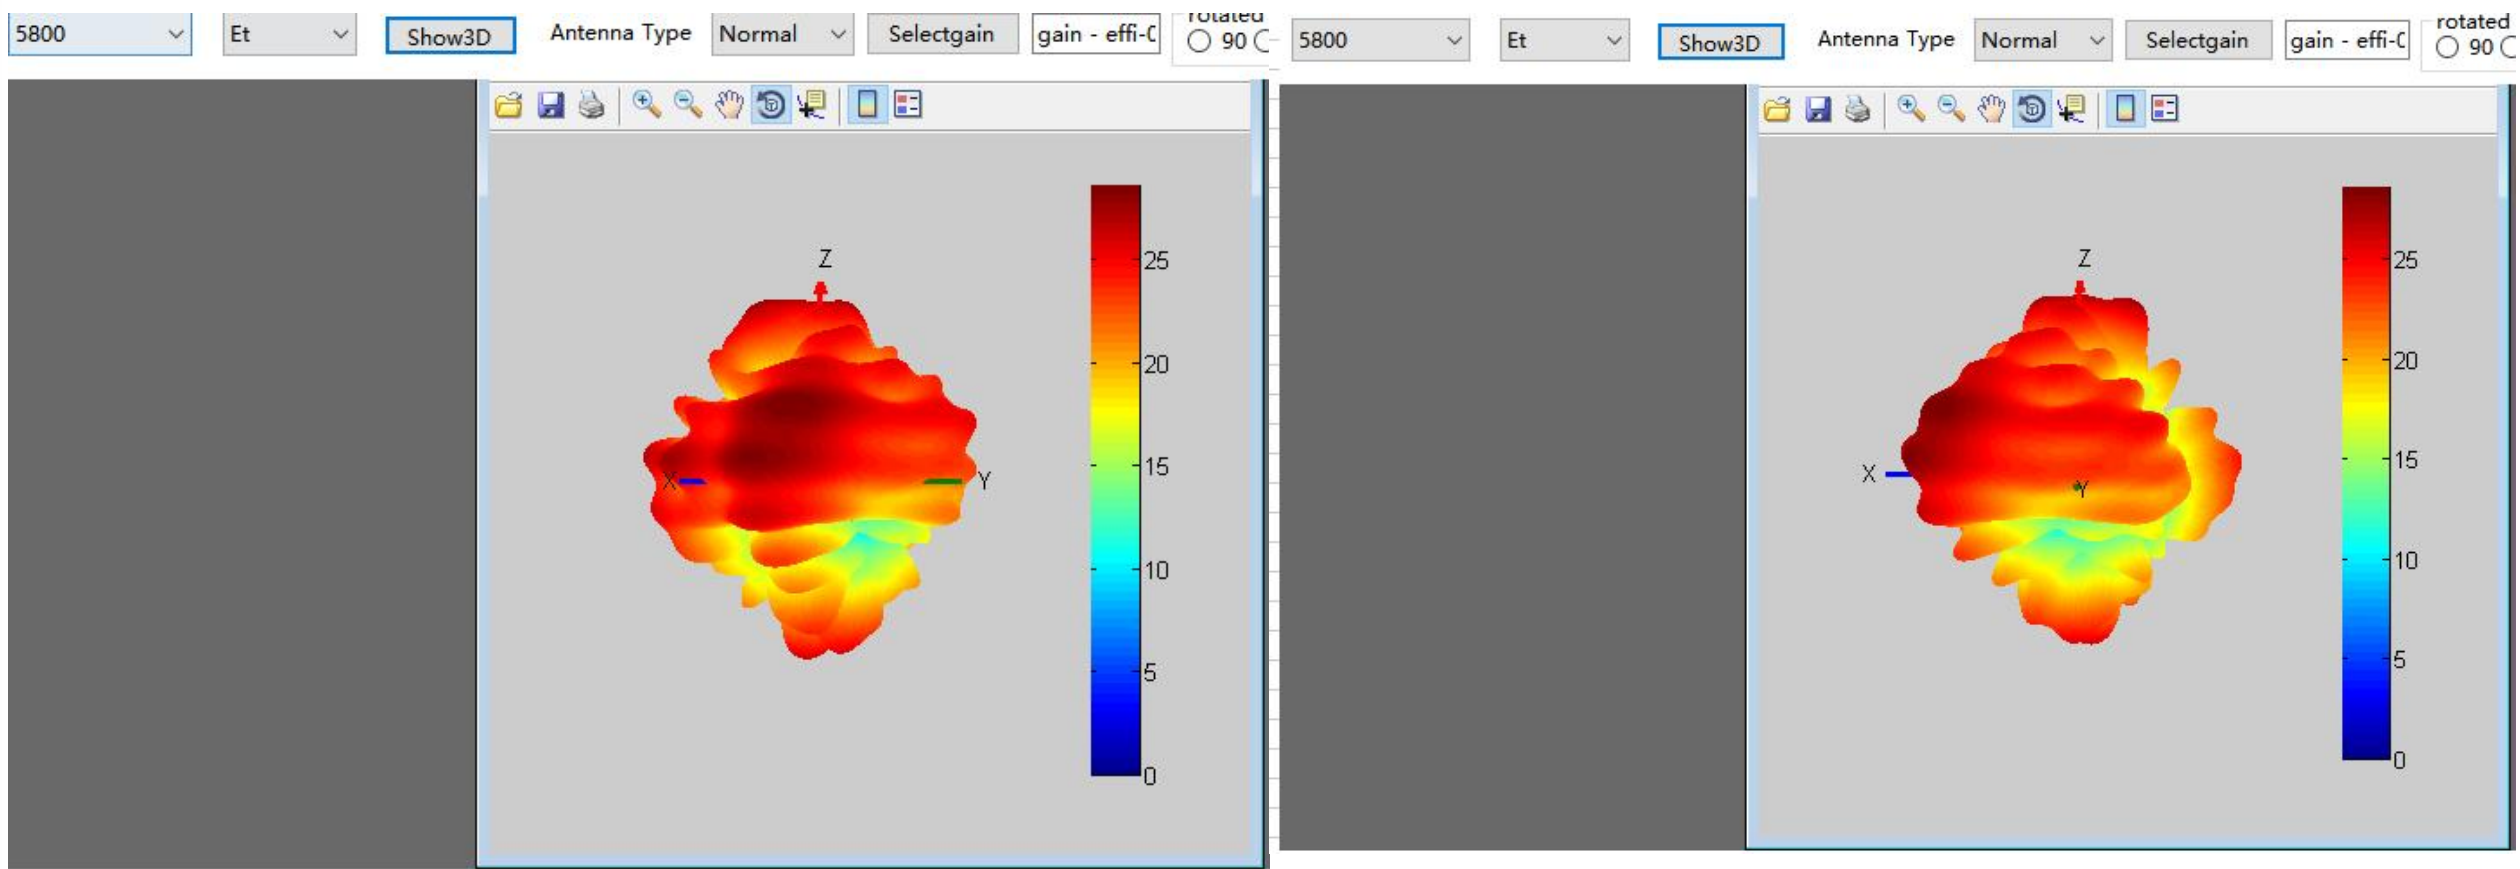 5800 Et Show3D Antenna Type Normal Selectgain gain - effi-C rotated 90
Z
X
Y
25
20
15
10
5
0
5800 Et Show3D Antenna Type Normal Selectgain gain - effi-C rotated 90
Z
X
Y
25
20
15
10
5
0